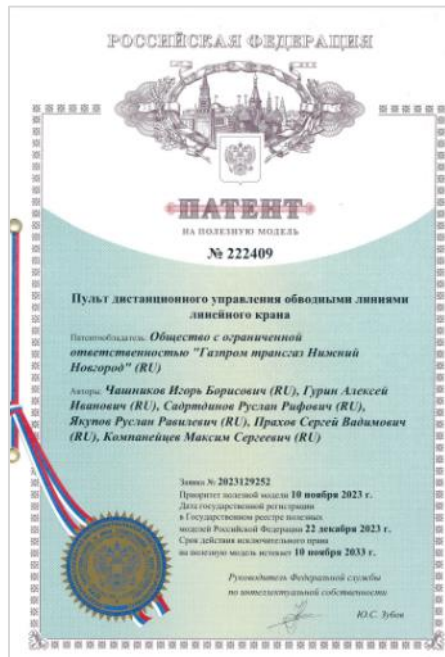 РОССИЙСКАЯ ФЕДЕРАЦИЯ
ПАТЕНТ
НА ПОЛЕЗНУЮ МОДЕЛЬ
№ 222409
Пульт дистанционного управления обводными линиями
линейного крана
Патентообладатель: Общество с ограниченной
ответственностью "Газпром трансгаз Нижний
Новгород" (RU)
Авторы: Чашников Игорь Борисович (RU), Гурин Алексей
Иванович (RU), Садртдинов Руслан Рифович (RU),
Якупов Руслан Равилевич (RU), Прахов Сергей Вадимович
(RU), Компанейцев Максим Сергеевич (RU)
Заявка № 2023129252
Приоритет полезной модели 10 ноября 2023 г.
Дата государственной регистрации
в Государственном реестре полезных
моделей Российской Федерации 22 декабря 2023 г.
Срок действия исключительного права
на полезную модель истекает 10 ноября 2033 г.
Руководитель Федеральной службы
по интеллектуальной собственности
Ю.С. Зубов